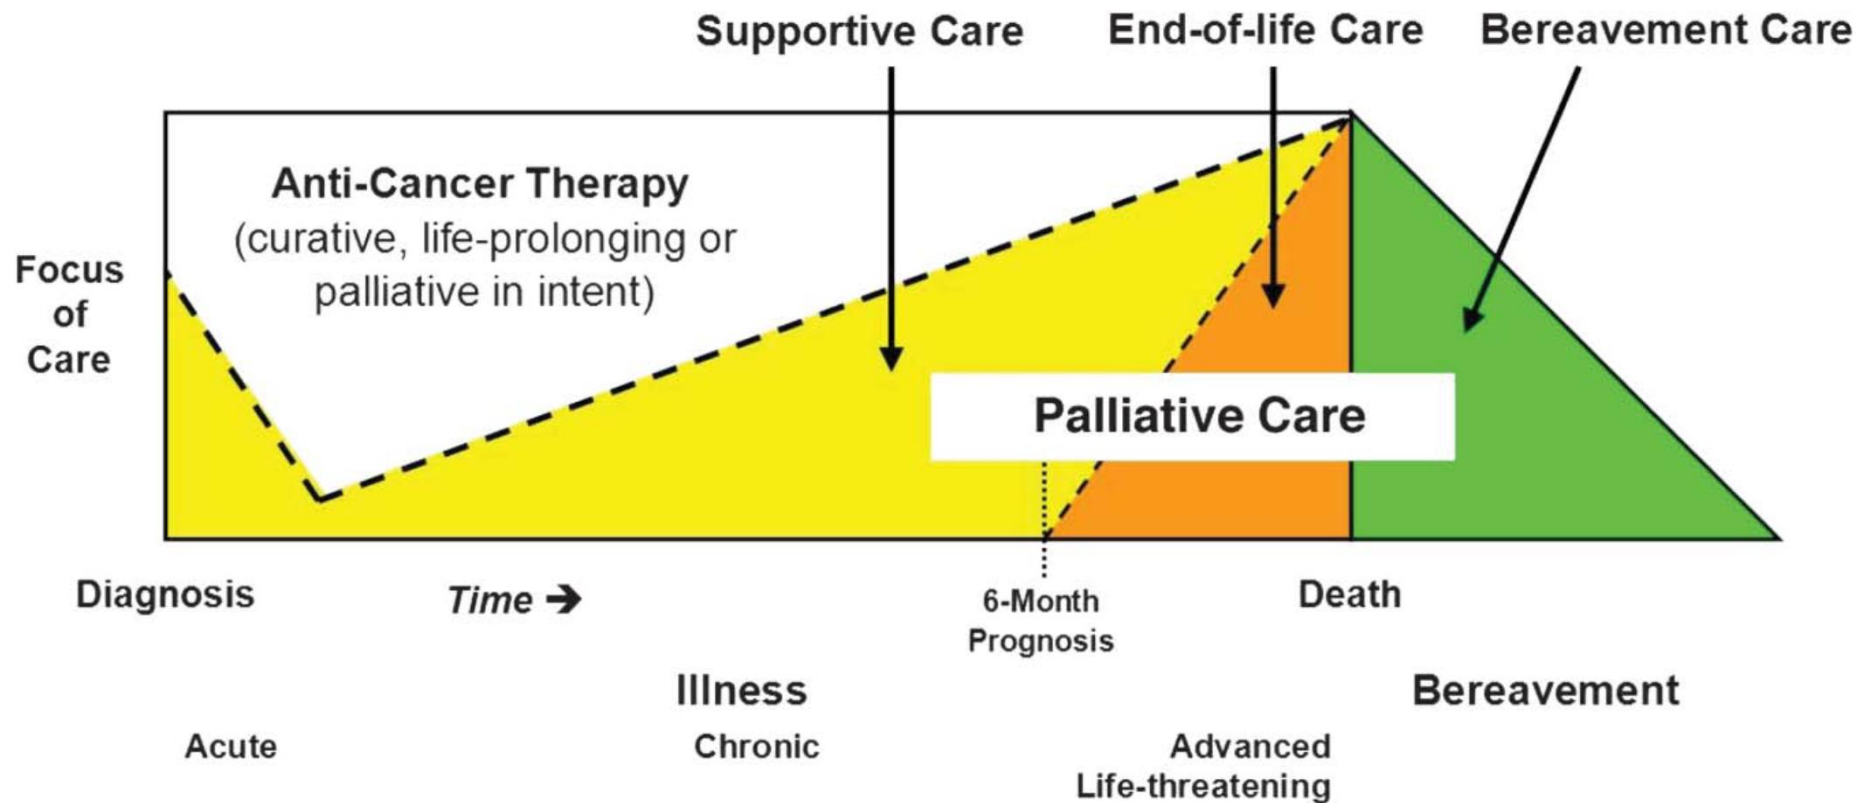 Supportive Care
End-of-life Care
Bereavement Care
Anti-Cancer Therapy
(curative, life-prolonging or
palliative in intent)
Focus
of
Care
Palliative Care
Diagnosis
Time ➔
6-Month
Prognosis
Death
Illness
Bereavement
Acute
Chronic
Advanced
Life-threatening